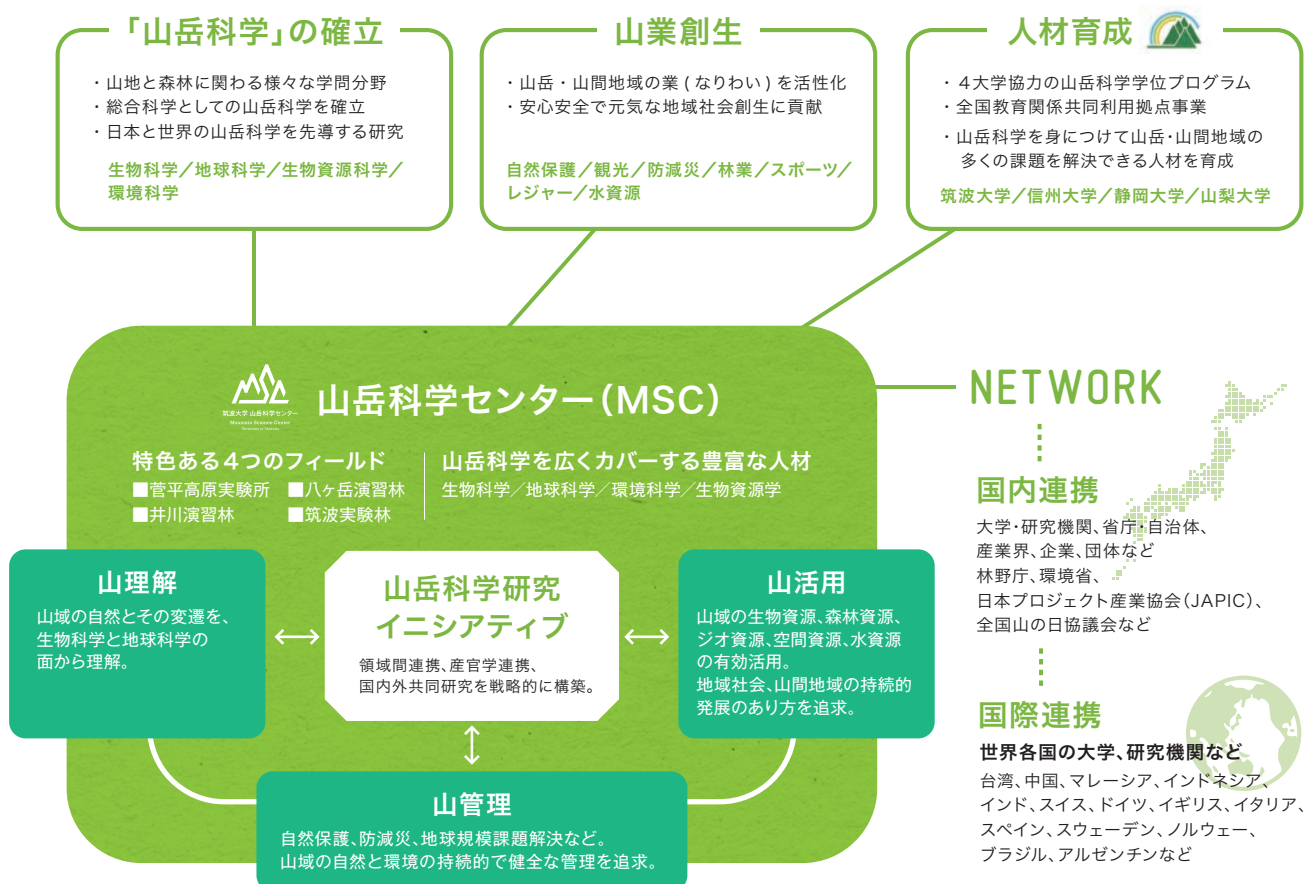 「山岳科学」の確立
・山地と森林に関わる様々な学問分野
・総合科学としての山岳科学を確立
・日本と世界の山岳科学を先導する研究
生物科学／地球科学／生物資源科学／
環境科学
山業創生
・山岳・山間地域の業(なりわい)を活性化
・安心安全で元気な地域社会創生に貢献
自然保護／観光／防減災／林業／スポーツ／
レジャー／水資源
人材育成
・4大学協力の山岳科学学位プログラム
・全国教育関係共同利用拠点事業
・山岳科学を身につけて山岳・山間地域の
多くの課題を解決できる人材を育成
筑波大学／信州大学／静岡大学／山梨大学
筑波大学 山岳科学センター
Mountain Science Center
University of Tsukuba
山岳科学センター(MSC)
特色ある4つのフィールド
■菅平高原実験所 ■八ヶ岳演習林
■井川演習林 ■筑波実験林
山岳科学を広くカバーする豊富な人材
生物科学／地球科学／環境科学／生物資源学
山理解
山域の自然とその変遷を、
生物科学と地球科学の
面から理解。
山岳科学研究
イニシアティブ
領域間連携、産官学連携、
国内外共同研究を戦略的に構築。
山活用
山域の生物資源、森林資源、
ジオ資源、空間資源、水資源
の有効活用。
地域社会、山間地域の持続的
発展のあり方を追求。
山管理
自然保護、防減災、地球規模課題解決など。
山域の自然と環境の持続的で健全な管理を追求。
NETWORK
国内連携
大学・研究機関、省庁・自治体、
産業界、企業、団体など
林野庁、環境省、
日本プロジェクト産業協会(JAPIC)、
全国山の日協議会など
国際連携
世界各国の大学、研究機関など
台湾、中国、マレーシア、インドネシア、
インド、スイス、ドイツ、イギリス、イタリア、
スペイン、スウェーデン、ノルウェー、
ブラジル、アルゼンチンなど